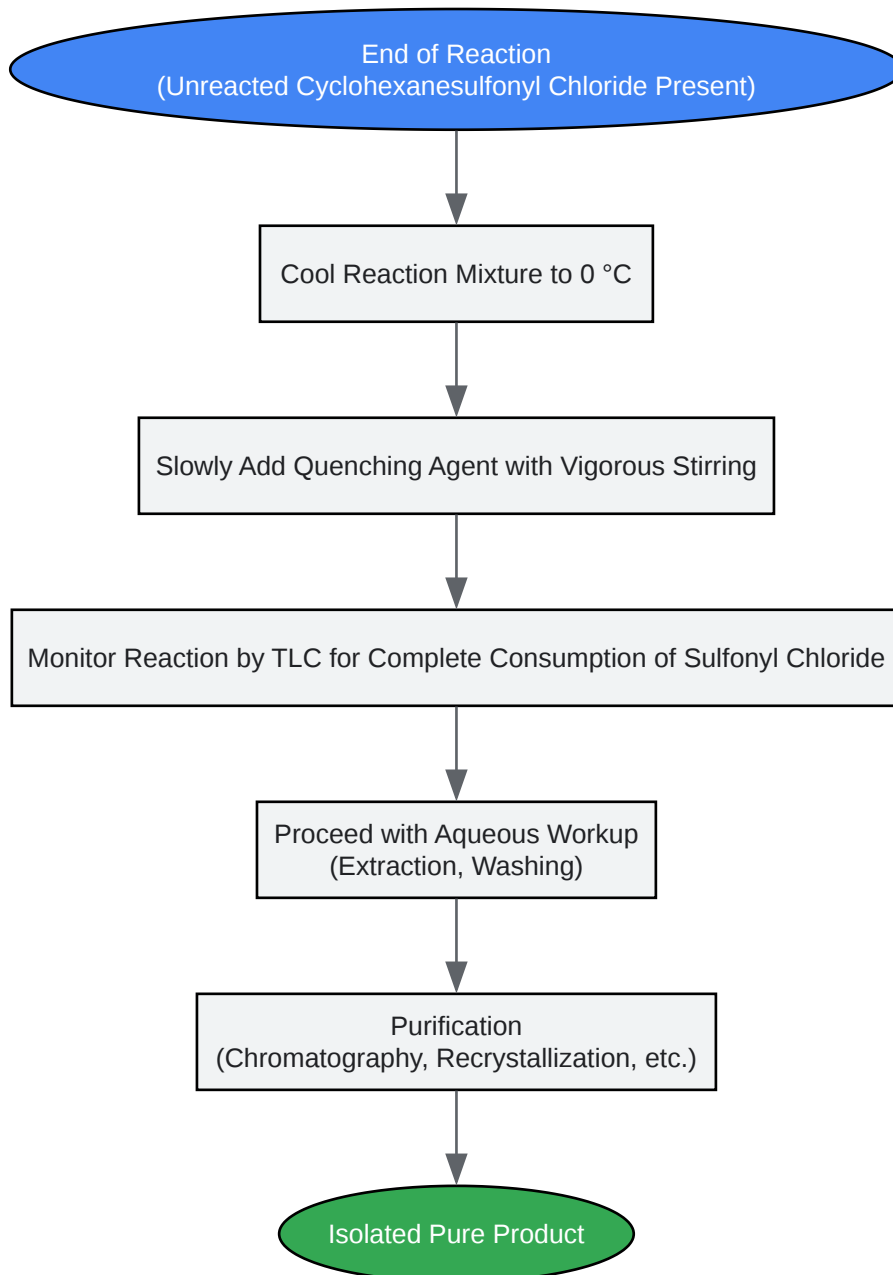 End of Reaction
(Unreacted Cyclohexanesulfonyl Chloride Present)
Cool Reaction Mixture to 0 °C
Slowly Add Quenching Agent with Vigorous Stirring
Monitor Reaction by TLC for Complete Consumption of Sulfonyl Chloride
Proceed with Aqueous Workup
(Extraction, Washing)
Purification
(Chromatography, Recrystallization, etc.)
Isolated Pure Product